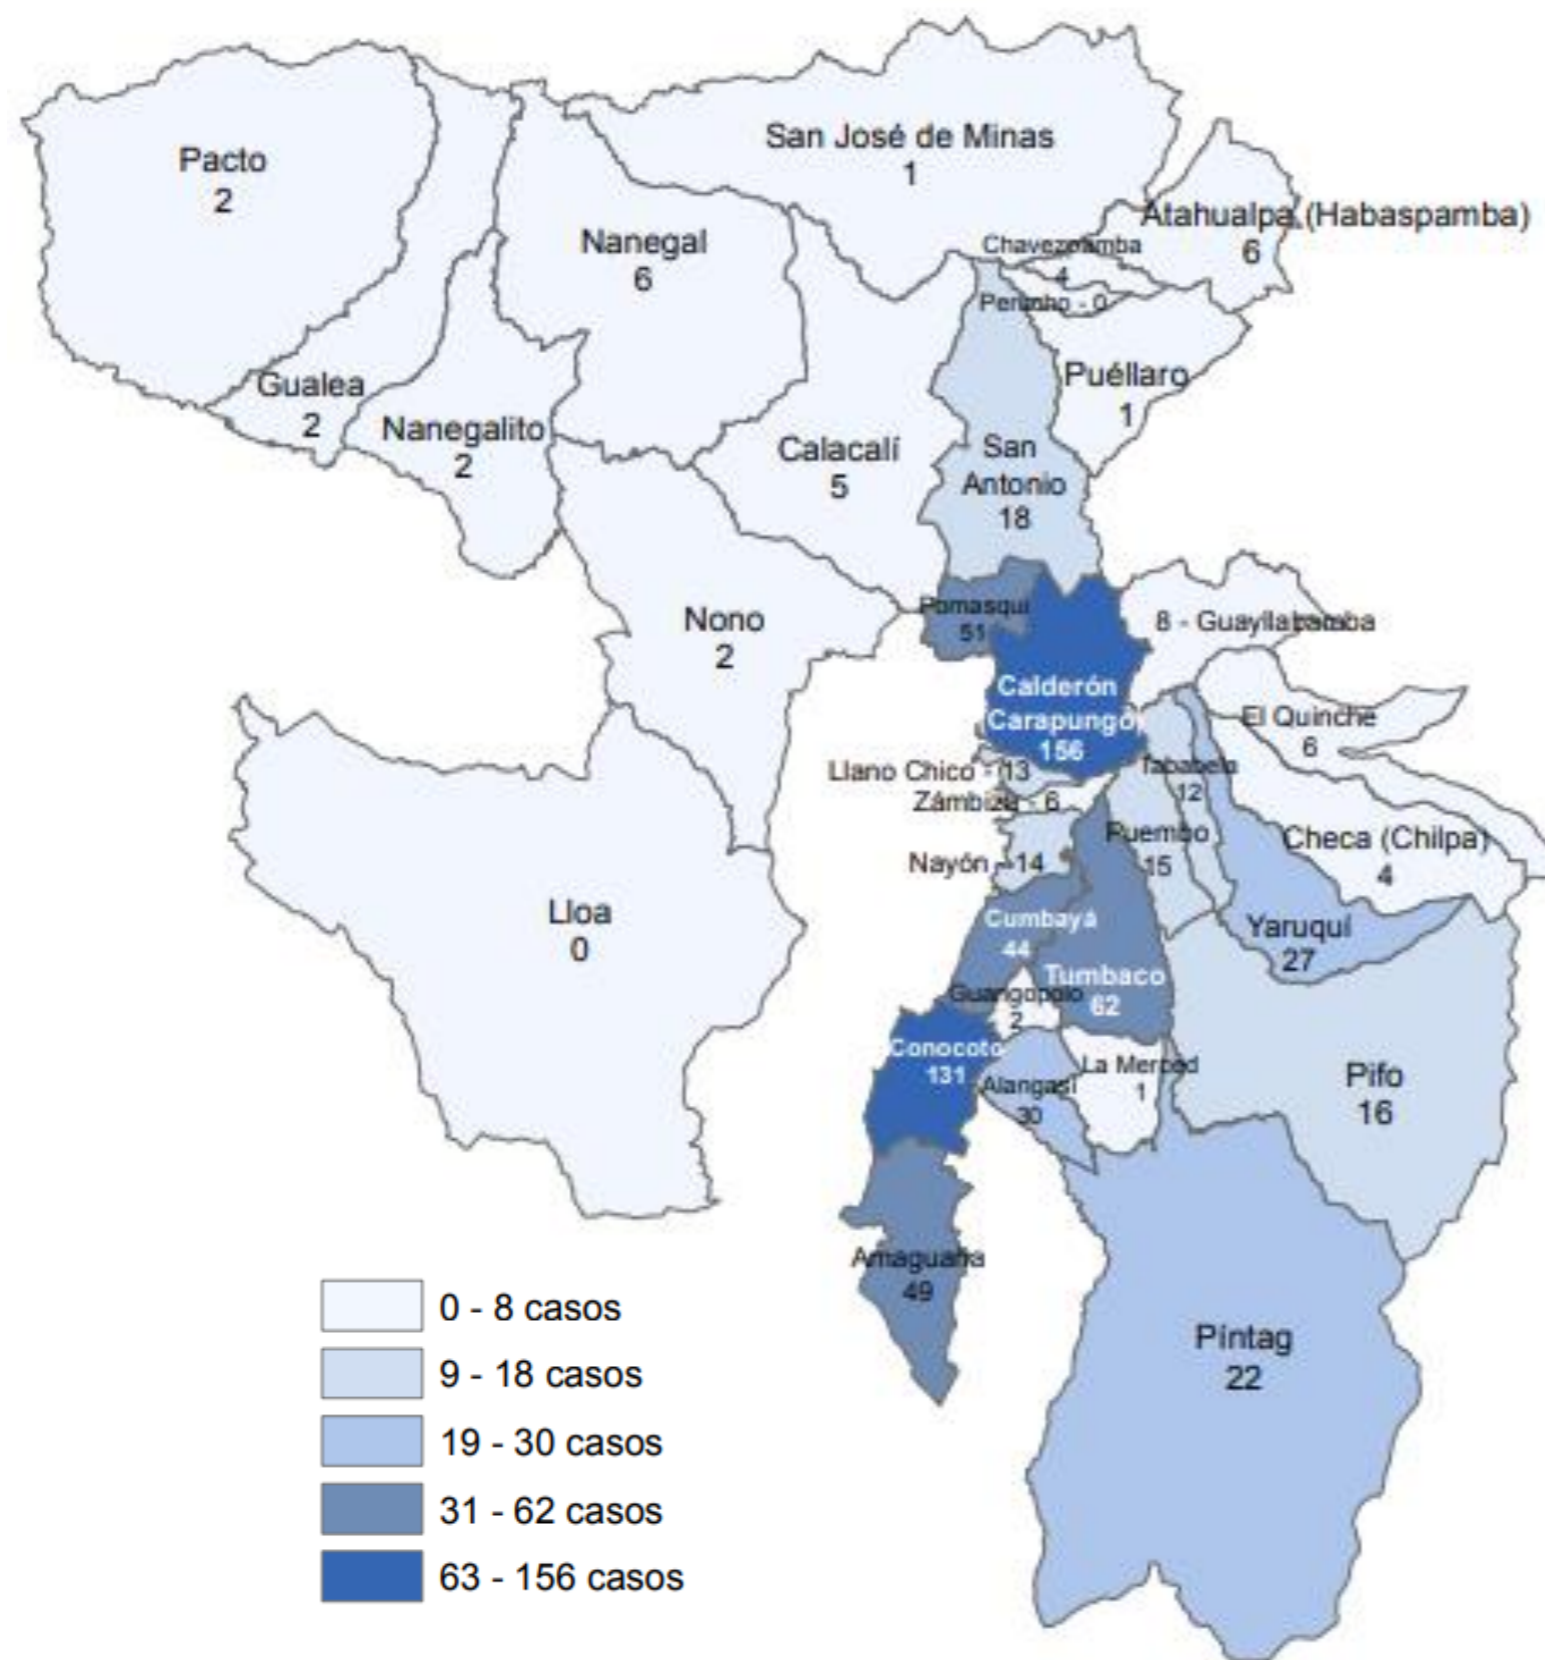 San José de Minas
1
Pacto
2
Atahualpa (Habaspamba)
6
Nanegal
6
Chavezpamba
4
Perucho - 0
Puéllaro
1
Gualea
2
Nanegalito
2
Calacalí
5
San
Antonio
18
Pomasqui
51
8 - Guayllabamba
Nono
2
Calderón
(Carapungo)
156
El Quinche
6
Llano Chico - 13
Tababela
12
Zámbiza - 6
Puembo
15
Checa (Chilpa)
4
Nayón - 14
Lloa
0
Cumbayá
44
Yaruquí
27
Tumbaco
62
Guangopolo
2
Conocoto
131
La Merced
1
Alangasí
30
Pifo
16
Amaguaña
49
Píntag
22
0 - 8 casos
9 - 18 casos
19 - 30 casos
31 - 62 casos
63 - 156 casos